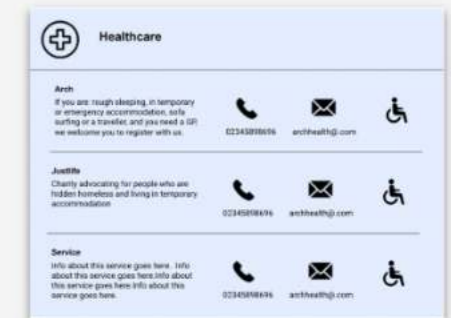 Healthcare
Arch
If you are: rough sleeping, in temporary
or emergency accommodation, sofa
surfing or a traveller, and you need a GP,
we welcome you to register with us.
02345898696
archhealth@.com
Justlife
Charity advocating for people who are
hidden homeless and living in temporary
accommodation
02345898696
archhealth@.com
Service
Info about this service goes here. Info
about this service goes here.Info about
this service goes here.Info about this
service goes here.
02345898696
archhealth@.com